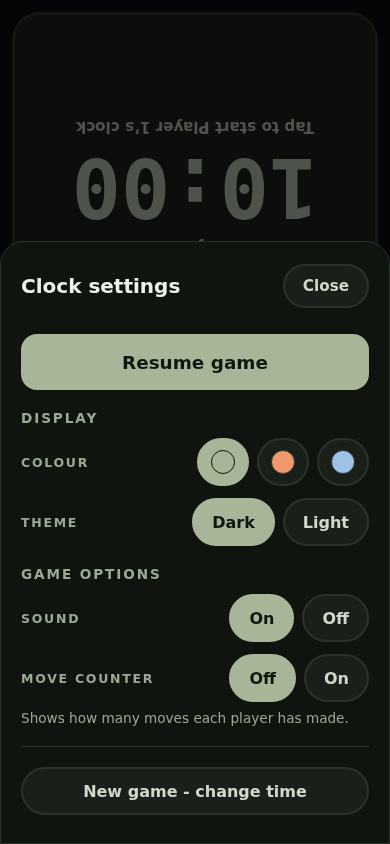 Tap to start Player 1's clock
10:00
Clock settings
Close
Resume game
DISPLAY
COLOUR
THEME
Dark
Light
GAME OPTIONS
SOUND
On
Off
MOVE COUNTER
Off
On
Shows how many moves each player has made.
New game - change time